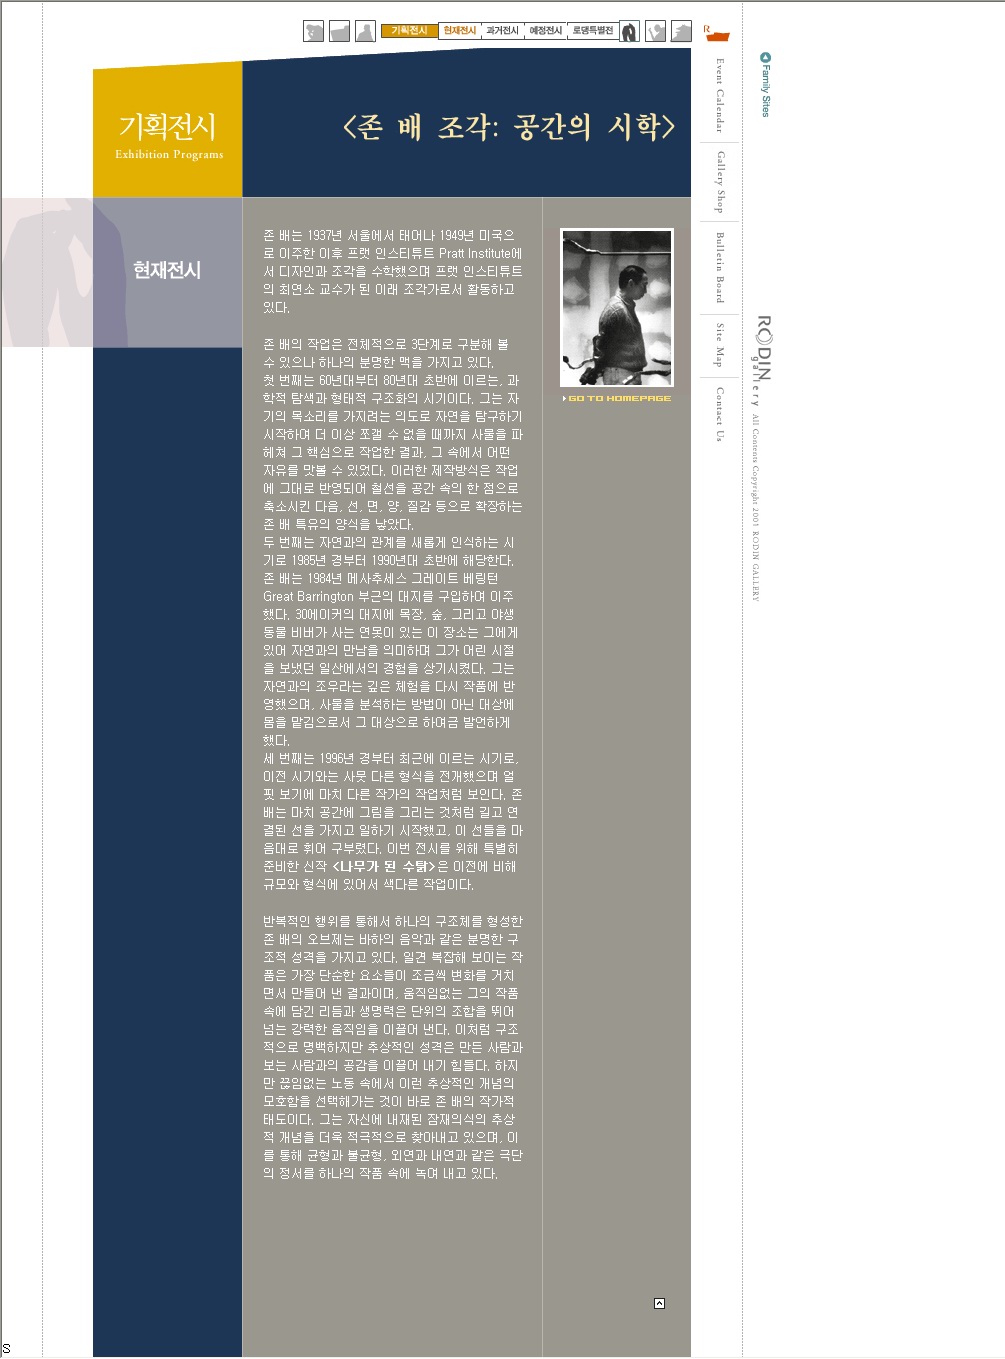 기획전시 현재전시 과거전시 예정전시 로댕특별전
R
기획전시
Exhibition Programs
<존 배 조각: 공간의 시학>
현재전시
존 배는 1937년 서울에서 태어나 1949년 미국으
로 이주한 이후 프랫 인스티튜트 Pratt Institute에
서 디자인과 조각을 수학했으며 프랫 인스티튜트
의 최연소 교수가 된 이래 조각가로서 활동하고
있다.
존 배의 작업은 전체적으로 3단계로 구분해 볼
수 있으나 하나의 분명한 맥을 가지고 있다.
첫 번째는 60년대부터 80년대 초반에 이르는, 과
학적 탐색과 형태적 구조화의 시기이다. 그는 자
기의 목소리를 가지려는 의도로 자연을 탐구하기
시작하여 더 이상 쪼갤 수 없을 때까지 사물을 파
헤쳐 그 핵심으로 작업한 결과, 그 속에서 어떤
자유를 맛볼 수 있었다. 이러한 제작방식은 작업
에 그대로 반영되어 철선을 공간 속의 한 점으로
축소시킨 다음, 선, 면, 양, 질감 등으로 확장하는
존 배 특유의 양식을 낳았다.
두 번째는 자연과의 관계를 새롭게 인식하는 시
기로 1985년 경부터 1990년대 초반에 해당한다.
존 배는 1984년 메사추세스 그레이트 베링턴
Great Barrington 부근의 대지를 구입하여 이주
했다. 30에이커의 대지에 목장, 숲, 그리고 야생
동물 비버가 사는 연못이 있는 이 장소는 그에게
있어 자연과의 만남을 의미하며 그가 어린 시절
을 보냈던 일산에서의 경험을 상기시켰다. 그는
자연과의 조우라는 깊은 체험을 다시 작품에 반
영했으며, 사물을 분석하는 방법이 아닌 대상에
몸을 맡김으로서 그 대상으로 하여금 발언하게
했다.
세 번째는 1996년 경부터 최근에 이르는 시기로,
이전 시기와는 사뭇 다른 형식을 전개했으며 얼
핏 보기에 마치 다른 작가의 작업처럼 보인다. 존
배는 마치 공간에 그림을 그리는 것처럼 길고 연
결된 선을 가지고 일하기 시작했고, 이 선들을 마
음대로 휘어 구부렸다. 이번 전시를 위해 특별히
준비한 신작 <나무가 된 수탉>은 이전에 비해
규모와 형식에 있어서 색다른 작업이다.
반복적인 행위를 통해서 하나의 구조체를 형성한
존 배의 오브제는 바하의 음악과 같은 분명한 구
조적 성격을 가지고 있다. 일견 복잡해 보이는 작
품은 가장 단순한 요소들이 조금씩 변화를 거치
면서 만들어 낸 결과이며, 움직임없는 그의 작품
속에 담긴 리듬과 생명력은 단위의 조합을 뛰어
넘는 강력한 움직임을 이끌어 낸다. 이처럼 구조
적으로 명백하지만 추상적인 성격은 만든 사람과
보는 사람과의 공감을 이끌어 내기 힘들다. 하지
만 끊임없는 노동 속에서 이런 추상적인 개념의
모호함을 선택해가는 것이 바로 존 배의 작가적
태도이다. 그는 자신에 내재된 잠재의식의 추상
적 개념을 더욱 적극적으로 찾아내고 있으며, 이
를 통해 균형과 불균형, 외연과 내연과 같은 극단
의 정서를 하나의 작품 속에 녹여 내고 있다.
GO TO HOMEPAGE
Event Calendar
Gallery Shop
Bulletin Board
Site Map
Contact Us
Family Sites
RODIN gallery
All Contents Copyright 2001 RODIN GALLERY
S